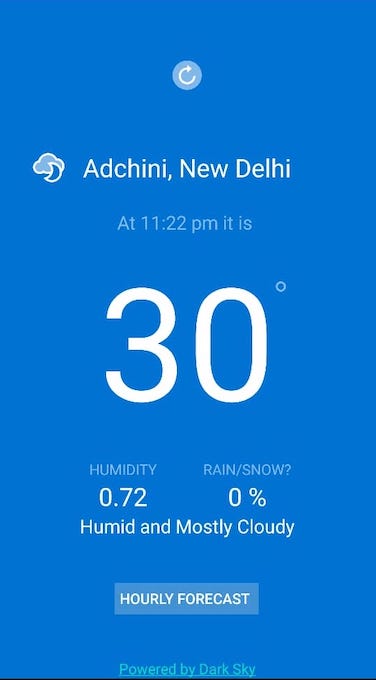 Adchini, New Delhi
At 11:22 pm it is
30°
HUMIDITY RAIN/SNOW?
0.72 0 %
Humid and Mostly Cloudy
HOURLY FORECAST
Powered by Dark Sky